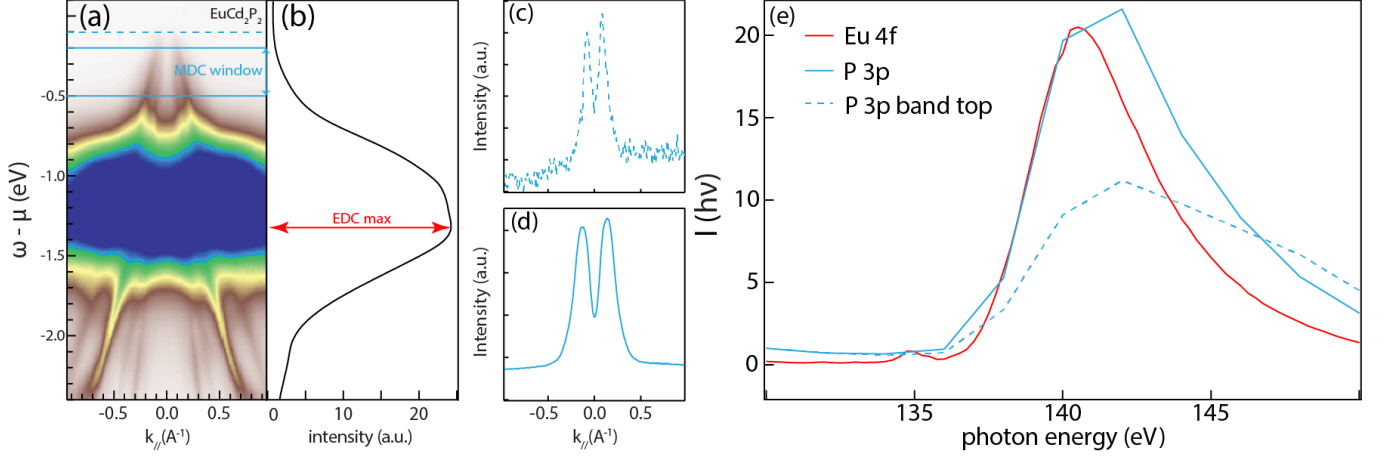 (a)
EuCd₂P₂
MDC window
ω - μ (eV)
-0.5
-1.0
-1.5
-2.0
-0.5
0.0
0.5
k//(A⁻¹)
(b)
EDC max
0
10
20
intensity (a.u.)
(c)
Intensity (a.u.)
(d)
Intensity (a.u.)
-0.5
0.0
0.5
k//(A⁻¹)
(e)
Eu 4f
P 3p
P 3p band top
I (hν)
20
15
10
5
0
135
140
145
photon energy (eV)